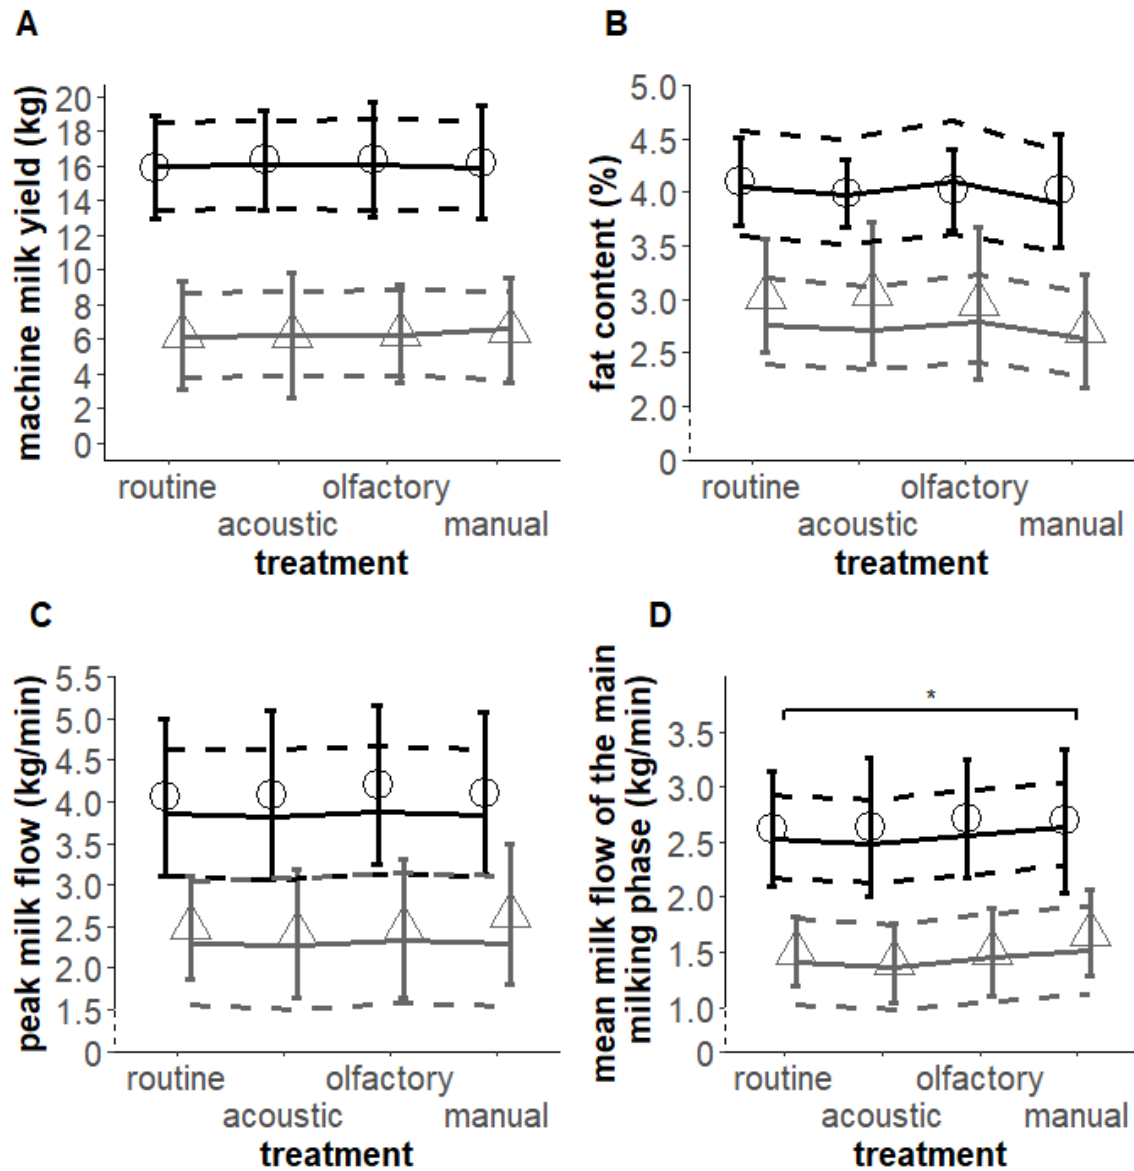 A
machine milk yield (kg)
20
18
16
14
12
10
8
6
4
2
0
routine
olfactory
acoustic
manual
treatment
B
fat content (%)
5.0
4.5
4.0
3.5
3.0
2.5
2.0
0
routine
olfactory
acoustic
manual
treatment
C
peak milk flow (kg/min)
5.5
5.0
4.5
4.0
3.5
3.0
2.5
2.0
1.5
0
routine
olfactory
acoustic
manual
treatment
D
mean milk flow of the main
milking phase (kg/min)
*
3.5
3.0
2.5
2.0
1.5
1.0
0
routine
olfactory
acoustic
manual
treatment